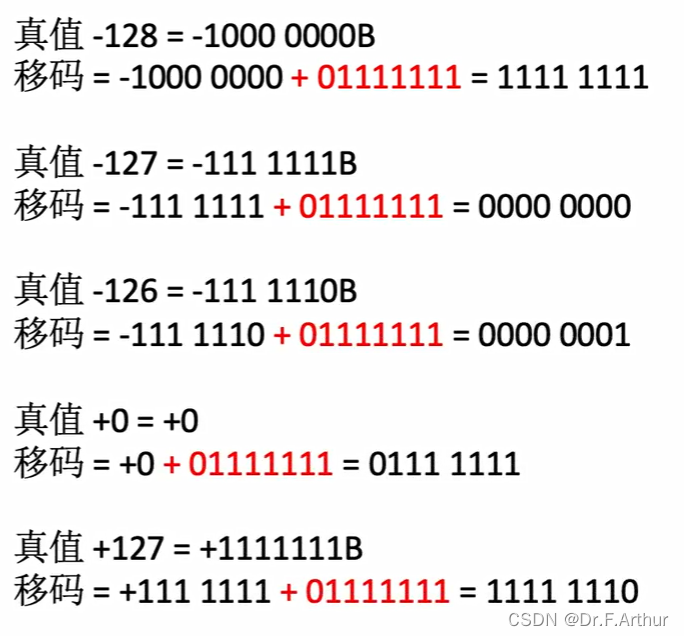 真值 -128 = -1000 0000B
移码 = -1000 0000 + 01111111 = 1111 1111
真值 -127 = -111 1111B
移码 = -111 1111 + 01111111 = 0000 0000
真值 -126 = -111 1110B
移码 = -111 1110 + 01111111 = 0000 0001
真值 +0 = +0
移码 = +0 + 01111111 = 0111 1111
真值 +127 = +1111111B
移码 = +111 1111 + 01111111 = 1111 1110
CSDN @Dr.F.Arthur